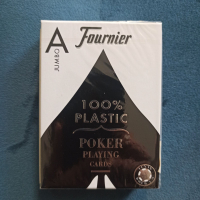 A
JUMBO
Fournier
100%
PLASTIC
POKER
PLAYING
CARDS